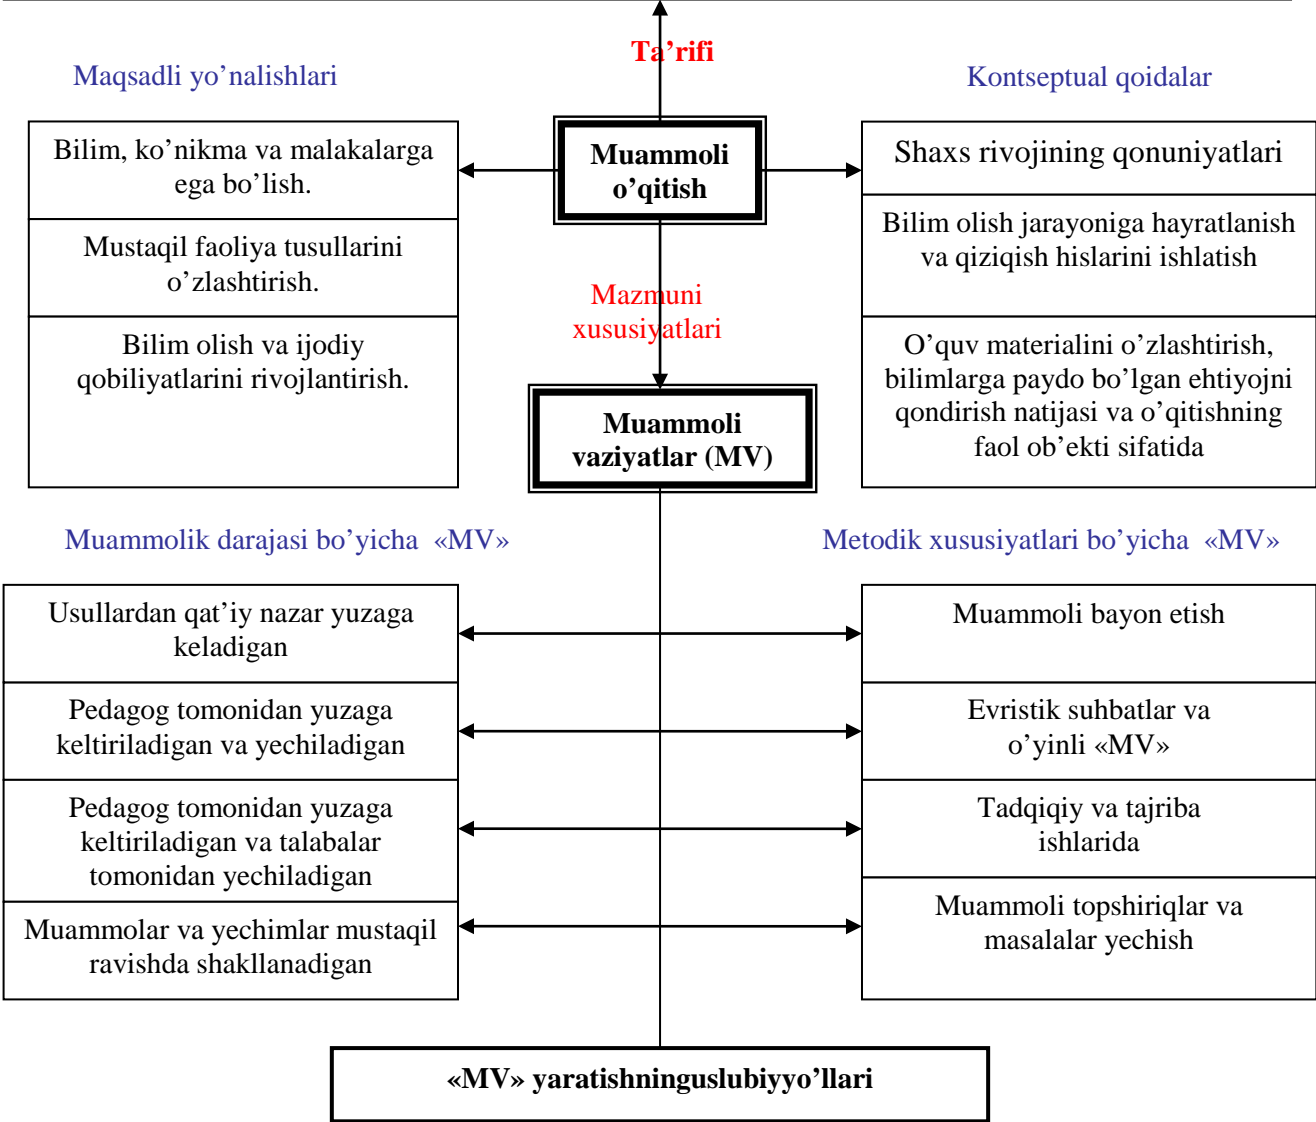 Ta’rifi
Maqsadli yo’nalishlari
Kontseptual qoidalar
Bilim, ko’nikma va malakalarga
ega bo’lish.
Mustaqil faoliya tusullarini
o’zlashtirish.
Bilim olish va ijodiy
qobiliyatlarini rivojlantirish.
Muammoli
o’qitish
Shaxs rivojining qonuniyatlari
Bilim olish jarayoniga hayratlanish
va qiziqish hislarini ishlatish
O’quv materialini o’zlashtirish,
bilimlarga paydo bo’lgan ehtiyojni
qondirish natijasi va o’qitishning
faol ob’ekti sifatida
Mazmuni
xususiyatlari
Muammoli
vaziyatlar (MV)
Muammolik darajasi bo’yicha «MV»
Metodik xususiyatlari bo’yicha «MV»
Usullardan qat’iy nazar yuzaga
keladigan
Pedagog tomonidan yuzaga
keltiriladigan va yechiladigan
Pedagog tomonidan yuzaga
keltiriladigan va talabalar
tomonidan yechiladigan
Muammolar va yechimlar mustaqil
ravishda shakllanadigan
Muammoli bayon etish
Evristik suhbatlar va
o’yinli «MV»
Tadqiqiy va tajriba
ishlarida
Muammoli topshiriqlar va
masalalar yechish
«MV» yaratishninguslubiyyo’llari